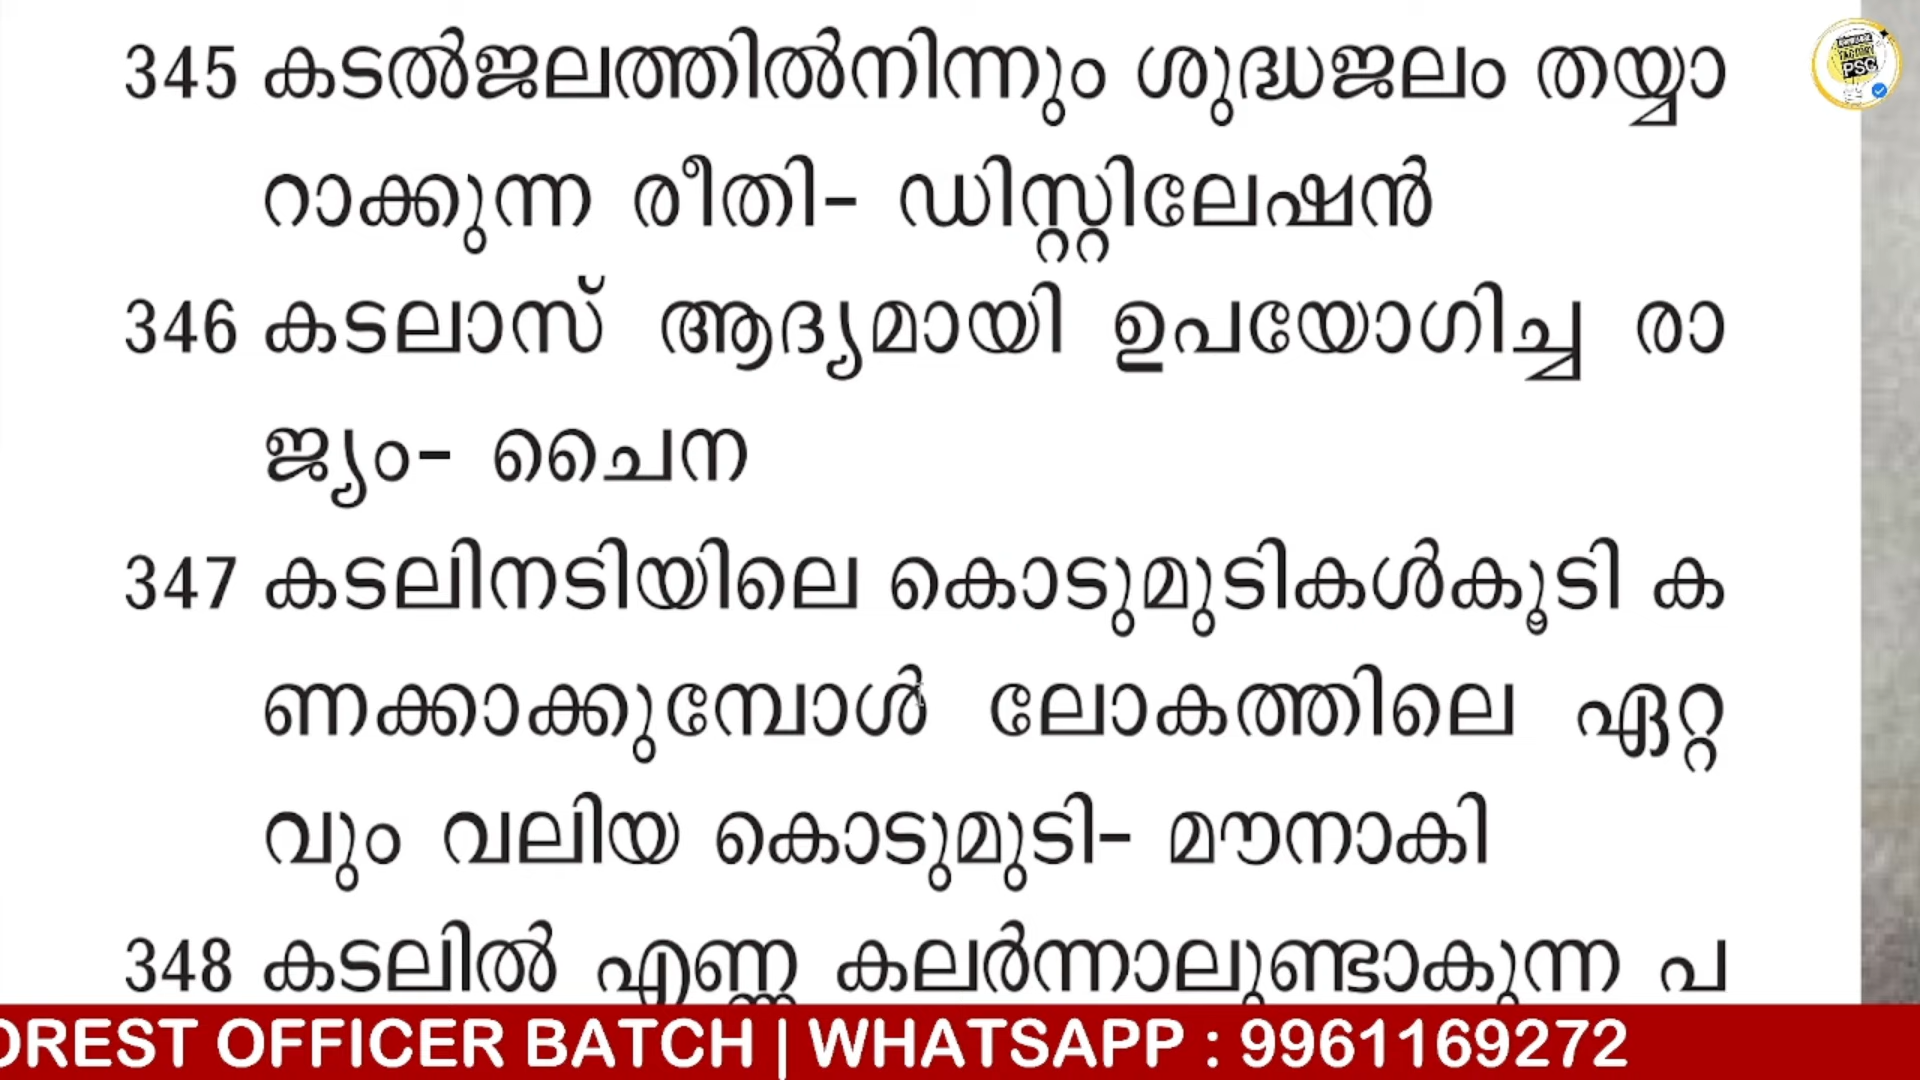 345 കടൽജലത്തിൽനിന്നും ശുദ്ധജലം തയ്യാ
റാക്കുന്ന രീതി- ഡിസ്റ്റിലേഷൻ
346 കടലാസ് ആദ്യമായി ഉപയോഗിച്ച രാ
ജ്യം- ചൈന
347 കടലിനടിയിലെ കൊടുമുടികൾകൂടി ക
ണക്കാക്കുമ്പോൾ ലോകത്തിലെ ഏറ്റ
വും വലിയ കൊടുമുടി- മൗനാകി
348 കടലിൽ എണ്ണ കലർന്നാലുണ്ടാകുന്ന പ
OREST OFFICER BATCH | WHATSAPP : 9961169272
PSC